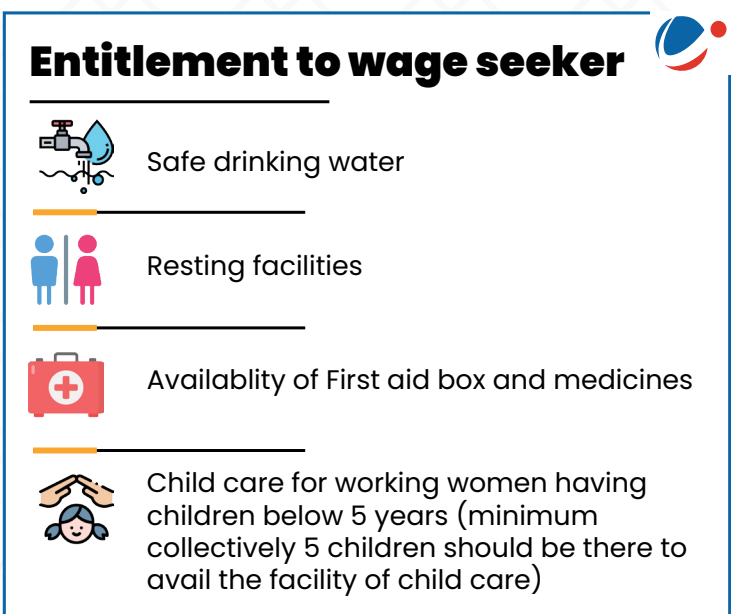 Entitlement to wage seeker
Safe drinking water
Resting facilities
Availablity of First aid box and medicines
Child care for working women having
children below 5 years (minimum
collectively 5 children should be there to
avail the facility of child care)